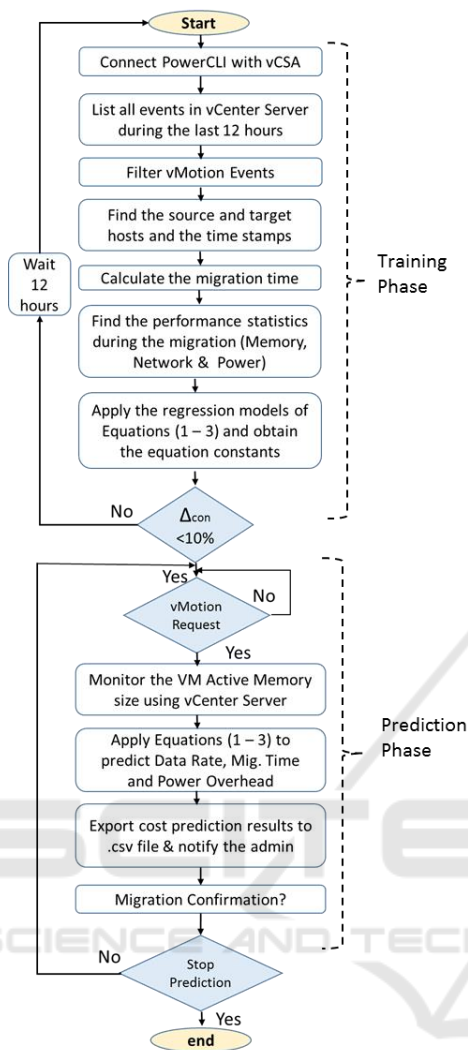 Start
Connect PowerCLI with vCSA
List all events in vCenter Server
during the last 12 hours
Filter vMotion Events
Find the source and target
hosts and the time stamps
Calculate the migration time
Find the performance statistics
during the migration (Memory,
Network & Power)
Apply the regression models of
Equations (1 – 3) and obtain
the equation constants
Wait
12
hours
Training
Phase
No
Δcon
<10%
Yes
vMotion
Request
No
Yes
Monitor the VM Active Memory
size using vCenter Server
Apply Equations (1 – 3) to
predict Data Rate, Mig. Time
and Power Overhead
Export cost prediction results to
.csv file & notify the admin
Migration Confirmation?
Prediction
Phase
No
Stop
Prediction
Yes
end
SCITE
SCIENCE AND TECH